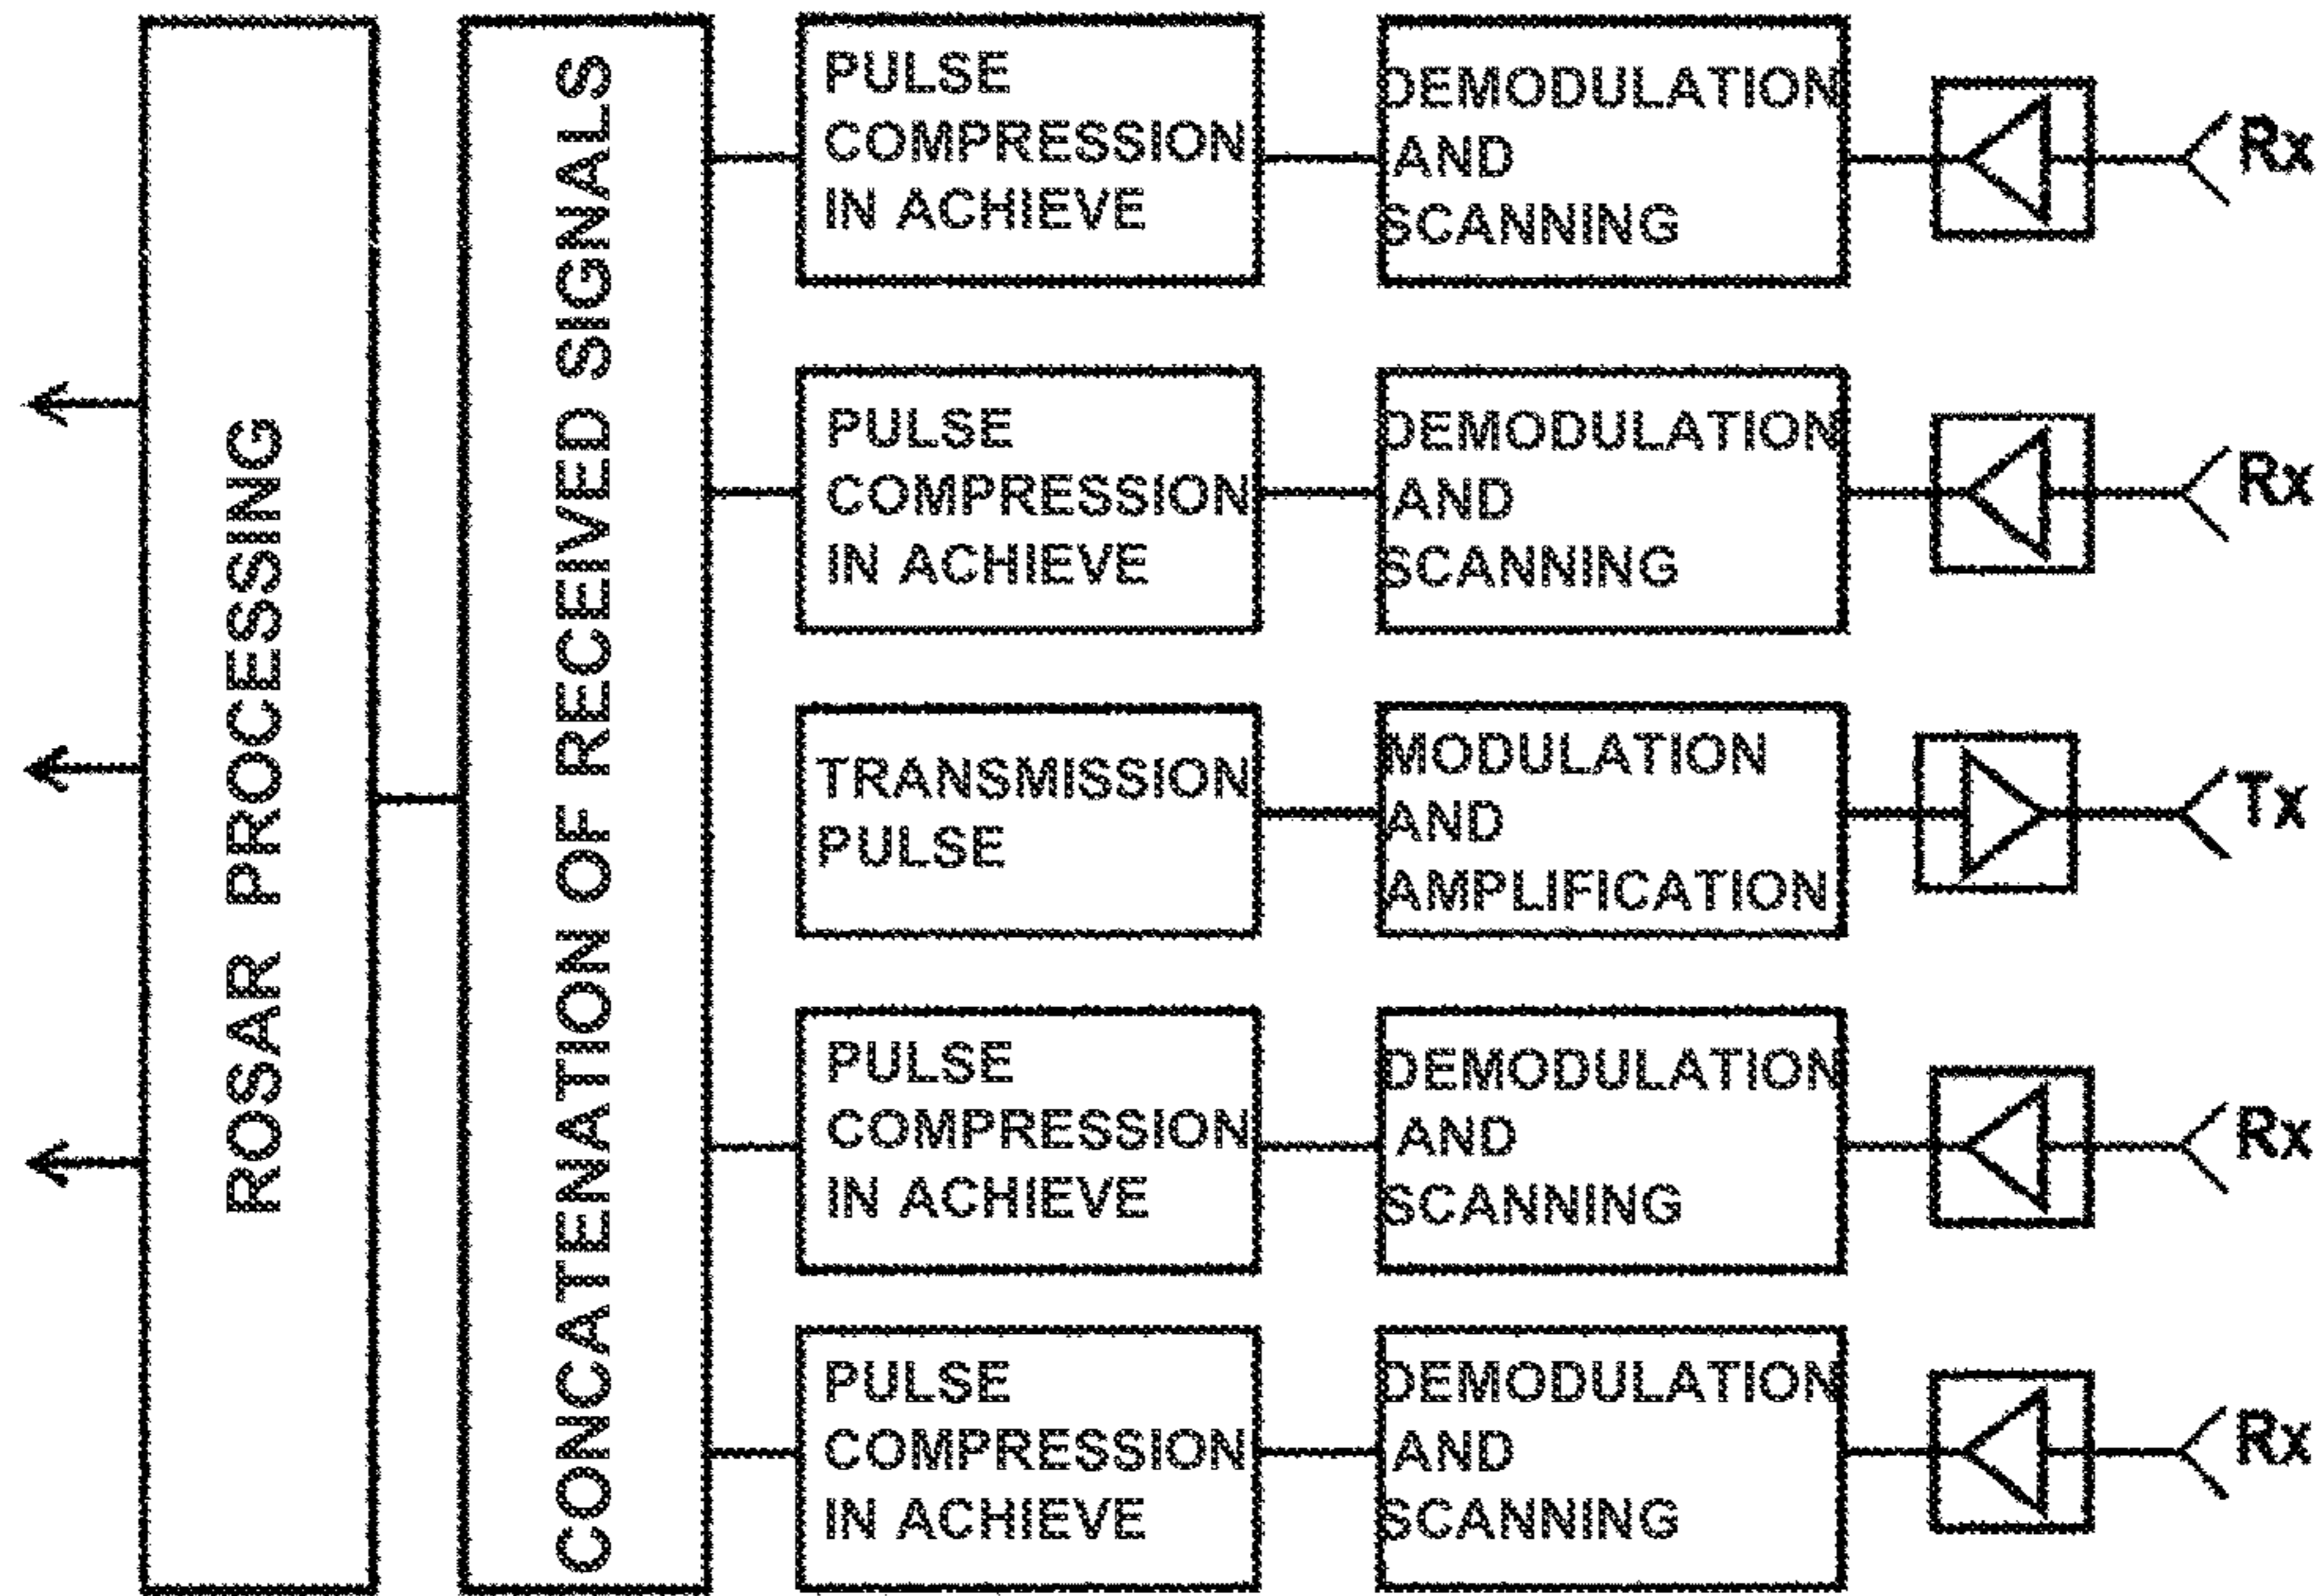 ROSAR PROCESSING
CONCATENATION OF RECEIVED SIGNALS
PULSE
COMPRESSION
IN ACHIEVE
DEMODULATION
AND
SCANNING
Rx
PULSE
COMPRESSION
IN ACHIEVE
DEMODULATION
AND
SCANNING
Rx
TRANSMISSION
PULSE
MODULATION
AND
AMPLIFICATION
Tx
PULSE
COMPRESSION
IN ACHIEVE
DEMODULATION
AND
SCANNING
Rx
PULSE
COMPRESSION
IN ACHIEVE
DEMODULATION
AND
SCANNING
Rx